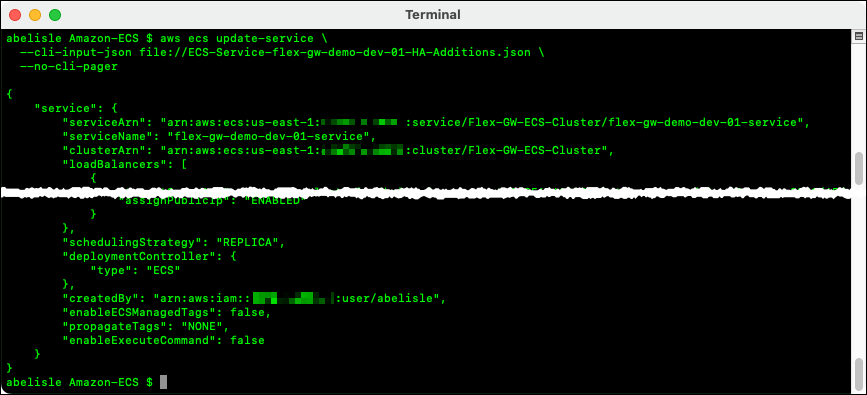 Terminal
abelisle Amazon-ECS $ aws ecs update-service \
  --cli-input-json file://ECS-Service-flex-gw-demo-dev-01-HA-Additions.json \
  --no-cli-pager
{
    "service": {
        "serviceArn": "arn:aws:ecs:us-east-1: :service/Flex-GW-ECS-Cluster/flex-gw-demo-dev-01-service",
        "serviceName": "flex-gw-demo-dev-01-service",
        "clusterArn": "arn:aws:ecs:us-east-1: :cluster/Flex-GW-ECS-Cluster",
        "loadBalancers": [
            {
                "assignPublicIp": "ENABLED"
            }
        },
        "schedulingStrategy": "REPLICA",
        "deploymentController": {
            "type": "ECS"
        },
        "createdBy": "arn:aws:iam:: :user/abelisle",
        "enableECSManagedTags": false,
        "propagateTags": "NONE",
        "enableExecuteCommand": false
    }
}
abelisle Amazon-ECS $